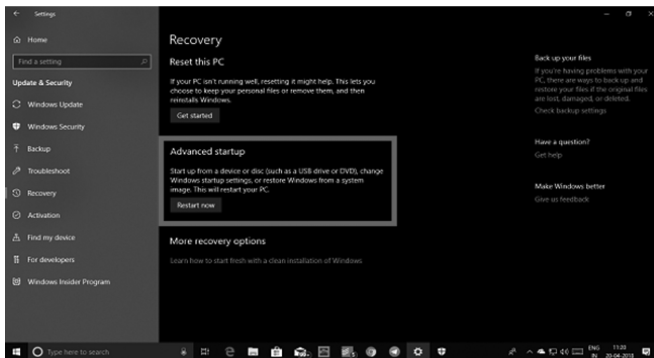 Settings
Home
Find a setting
Update & Security
Windows Update
Windows Security
Backup
Troubleshoot
Recovery
Activation
Find my device
For developers
Windows Insider Program
Recovery
Reset this PC
If your PC isn't running well, resetting it might help. This lets you
choose to keep your personal files or remove them, and then
reinstalls Windows.
Get started
Advanced startup
Start up from a device or disc (such as a USB drive or DVD), change
Windows startup settings, or restore Windows from a system
image. This will restart your PC.
Restart now
More recovery options
Learn how to start fresh with a clean installation of Windows
Back up your files
If you're having problems with your
PC, there are ways to back up and
restore your files if the original files
are lost, damaged, or deleted.
Check backup settings
Have a question?
Get help
Make Windows better
Give us feedback
Type here to search
ENG
IN
11:20
20-04-2018